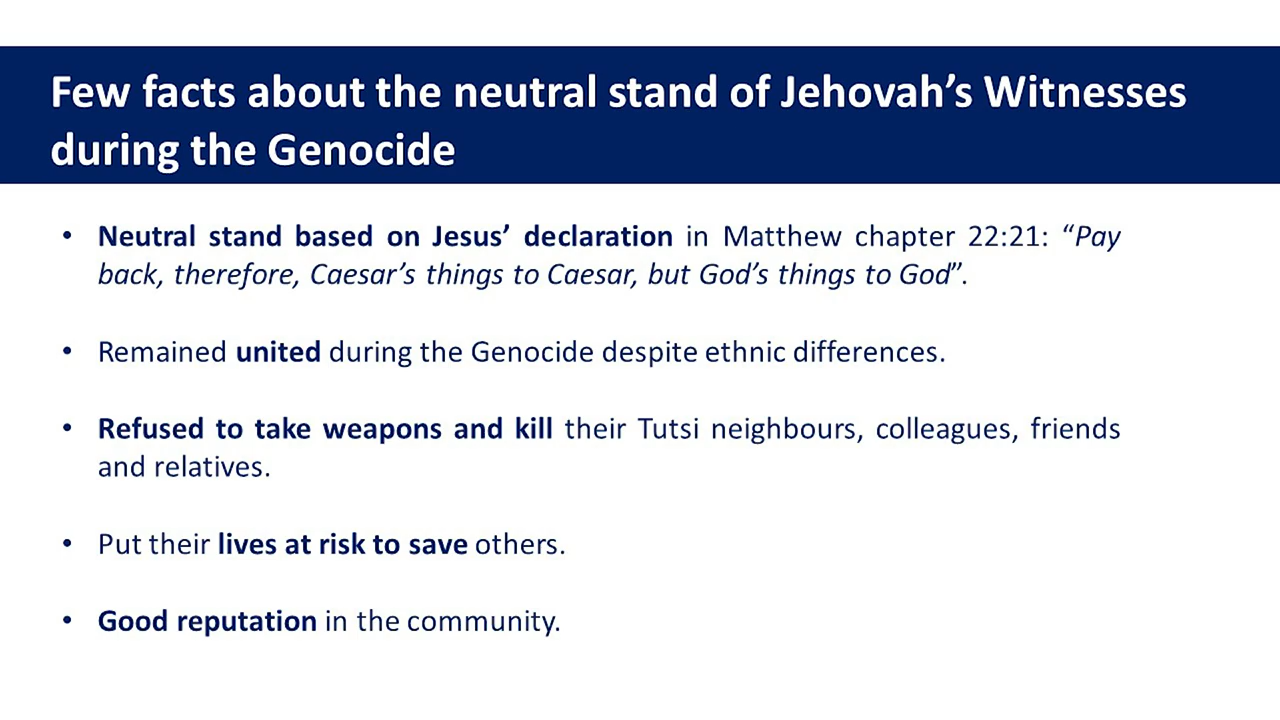 Few facts about the neutral stand of Jehovah’s Witnesses
during the Genocide
• Neutral stand based on Jesus’ declaration in Matthew chapter 22:21: “Pay
back, therefore, Caesar’s things to Caesar, but God’s things to God”.
• Remained united during the Genocide despite ethnic differences.
• Refused to take weapons and kill their Tutsi neighbours, colleagues, friends
and relatives.
• Put their lives at risk to save others.
• Good reputation in the community.